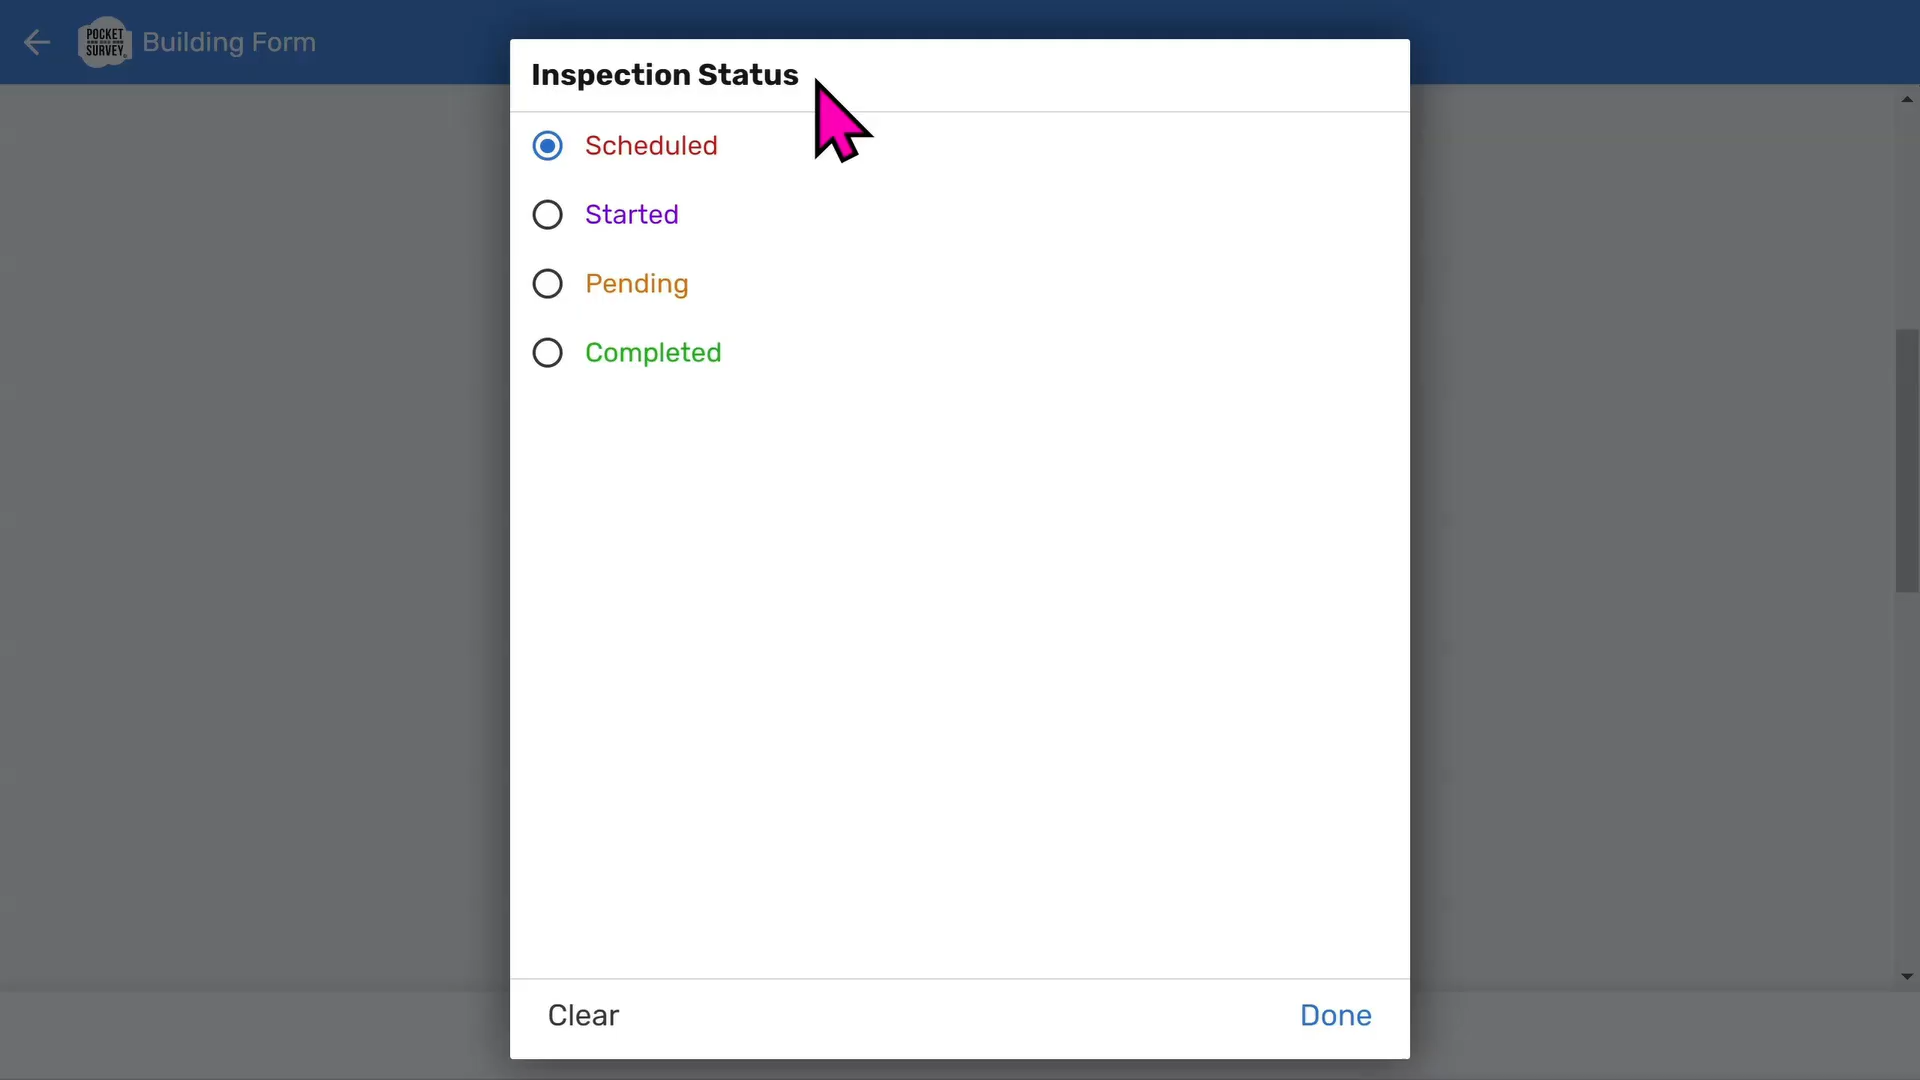 POCKET
SURVEY
Building Form
Inspection Status
Scheduled
Started
Pending
Completed
Clear
Done